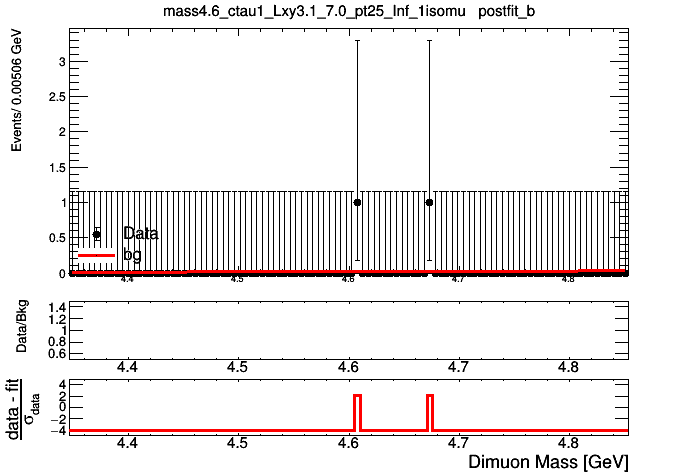 mass4.6_ctau1_Lxy3.1_7.0_pt25_Inf_1isomu postfit_b
Events/ 0.00506 GeV
3
2.5
2
1.5
1
0.5
0
Data
bg
4.4 4.5 4.6 4.7 4.8
Data/Bkg
1.4
1.2
1
0.8
0.6
4.4 4.5 4.6 4.7 4.8
data - fit
σdata
4
2
0
−2
−4
4.4 4.5 4.6 4.7 4.8
Dimuon Mass [GeV]